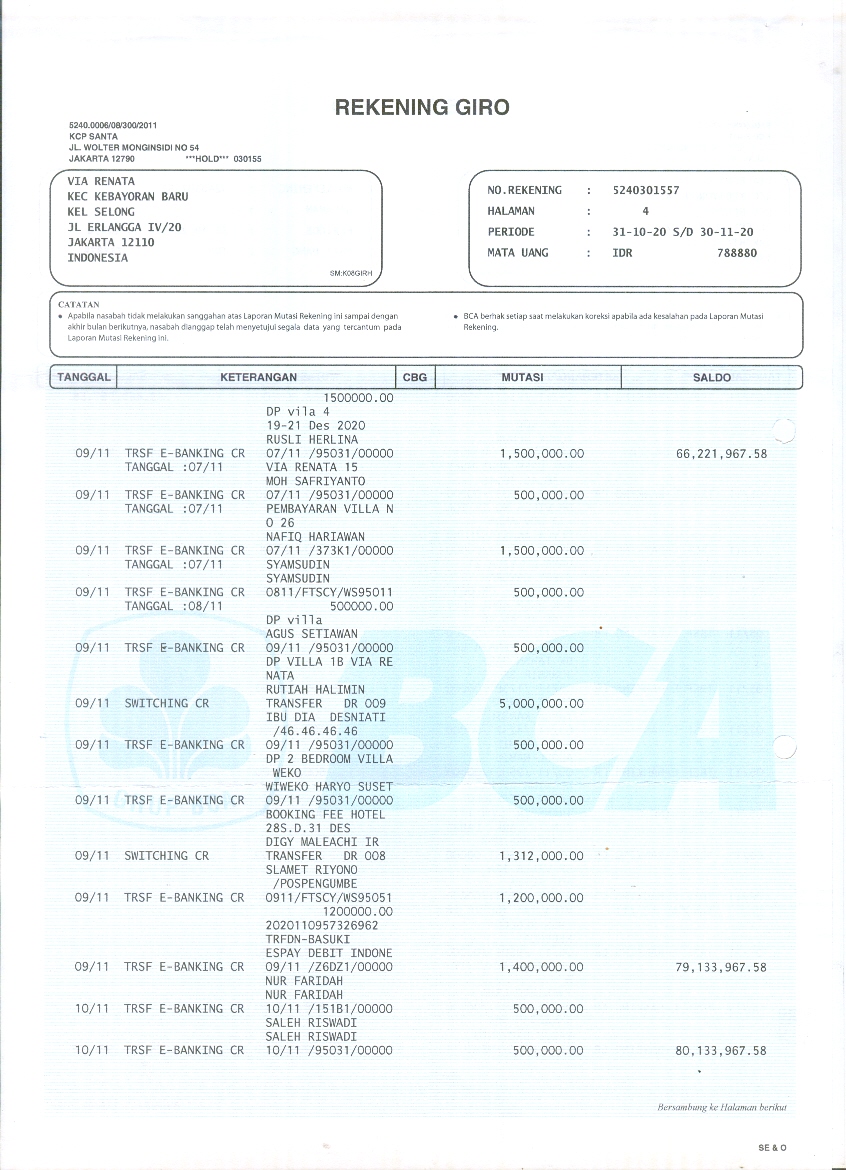 REKENING GIRO
5240.0006/08/300/2011
KCP SANTA
JL. WOLTER MONGINSIDI NO 54
JAKARTA 12790 ***HOLD*** 030155
VIA RENATA
KEC KEBAYORAN BARU
KEL SELONG
JL ERLANGGA IV/20
JAKARTA 12110
INDONESIA
SM:K08GIRH
NO.REKENING : 5240301557
HALAMAN : 4
PERIODE : 31-10-20 S/D 30-11-20
MATA UANG : IDR 788880
CATATAN
• Apabila nasabah tidak melakukan sanggahan atas Laporan Mutasi Rekening ini sampai dengan
akhir bulan berikutnya, nasabah dianggap telah menyetujui segala data yang tercantum pada
Laporan Mutasi Rekening ini.
• BCA berhak setiap saat melakukan koreksi apabila ada kesalahan pada Laporan Mutasi
Rekening.
TANGGAL KETERANGAN CBG MUTASI SALDO
1500000.00
DP vila 4
19-21 Des 2020
RUSLI HERLINA
09/11 TRSF E-BANKING CR 07/11 /95031/00000 1,500,000.00 66,221,967.58
TANGGAL :07/11 VIA RENATA 15
MOH SAFRIYANTO
09/11 TRSF E-BANKING CR 07/11 /95031/00000 500,000.00
TANGGAL :07/11 PEMBAYARAN VILLA N
O 26
NAFIQ HARIAWAN
09/11 TRSF E-BANKING CR 07/11 /373K1/00000 1,500,000.00
TANGGAL :07/11 SYAMSUDIN
SYAMSUDIN
09/11 TRSF E-BANKING CR 0811/FTSCY/WS95011 500,000.00
TANGGAL :08/11 500000.00
DP villa
AGUS SETIAWAN
09/11 TRSF E-BANKING CR 09/11 /95031/00000 500,000.00
DP VILLA 1B VIA RE
NATA
RUTIAH HALIMIN
09/11 SWITCHING CR TRANSFER DR 009 5,000,000.00
IBU DIA DESNIATI
/46.46.46.46
09/11 TRSF E-BANKING CR 09/11 /95031/00000 500,000.00
DP 2 BEDROOM VILLA
WEKO
WIWEKO HARYO SUSET
09/11 TRSF E-BANKING CR 09/11 /95031/00000 500,000.00
BOOKING FEE HOTEL
28S.D.31 DES
DIGY MALEACHI IR
09/11 SWITCHING CR TRANSFER DR 008 1,312,000.00
SLAMET RIYONO
/POSPENGUMBE
09/11 TRSF E-BANKING CR 0911/FTSCY/WS95051 1,200,000.00
1200000.00
2020110957326962
TRFDN-BASUKI
ESPAY DEBIT INDONE
09/11 TRSF E-BANKING CR 09/11 /Z6DZ1/00000 1,400,000.00 79,133,967.58
NUR FARIDAH
NUR FARIDAH
10/11 TRSF E-BANKING CR 10/11 /151B1/00000 500,000.00
SALEH RISWADI
SALEH RISWADI
10/11 TRSF E-BANKING CR 10/11 /95031/00000 500,000.00 80,133,967.58
BCA
Bersambung ke Halaman berikut
SE & O